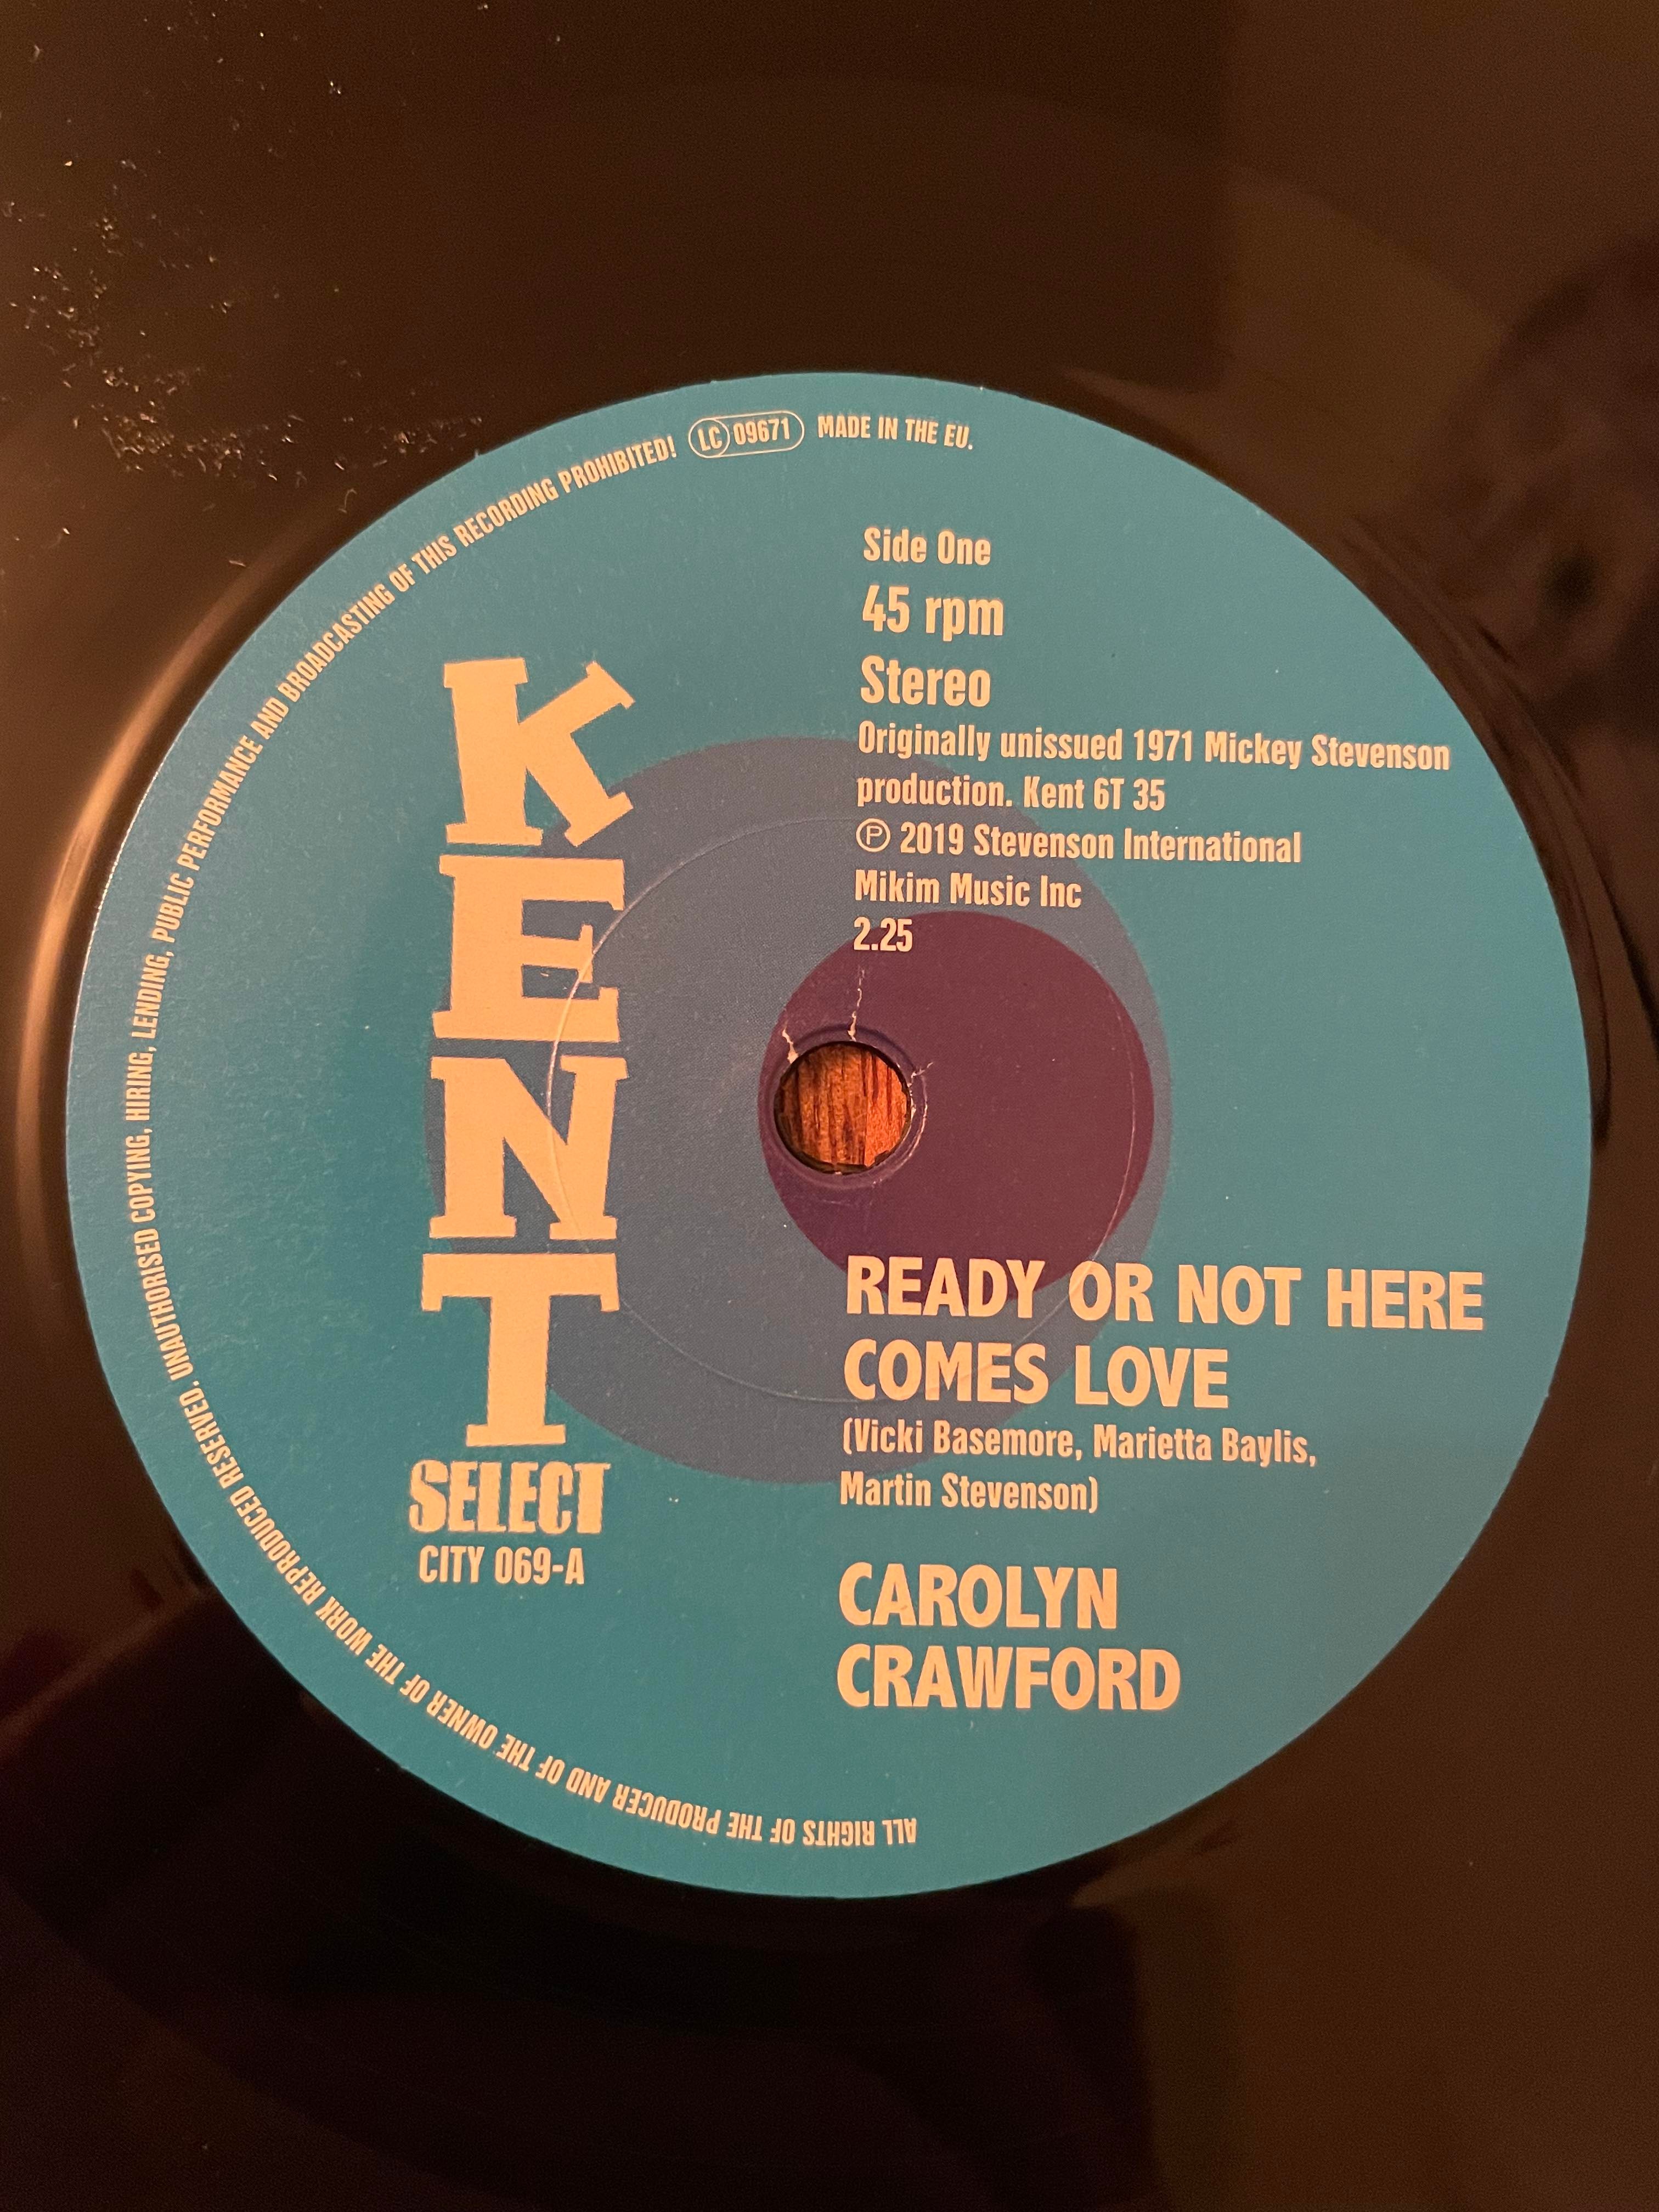 ALL RIGHTS OF THE PRODUCER AND OF THE OWNER OF THE WORK REPRODUCED RESERVED. UNAUTHORISED COPYING, HIRING, LENDING, PUBLIC PERFORMANCE AND BROADCASTING OF THIS RECORDING PROHIBITED! LC 09671 MADE IN THE EU.
KENT
SELECT
CITY 069-A
Side One
45 rpm
Stereo
Originally unissued 1971 Mickey Stevenson
production. Kent 6T 35
℗ 2019 Stevenson International
Mikim Music Inc
2.25
READY OR NOT HERE
COMES LOVE
(Vicki Basemore, Marietta Baylis,
Martin Stevenson)
CAROLYN
CRAWFORD